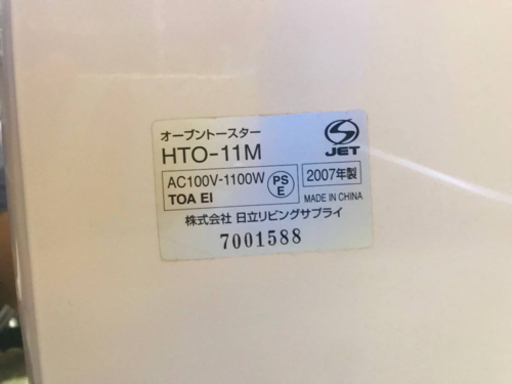 オーブントースター
HTO-11M
JET
AC100V-1100W
PS
E
2007年製
TOA EI
MADE IN CHINA
株式会社 日立リビングサプライ
7001588